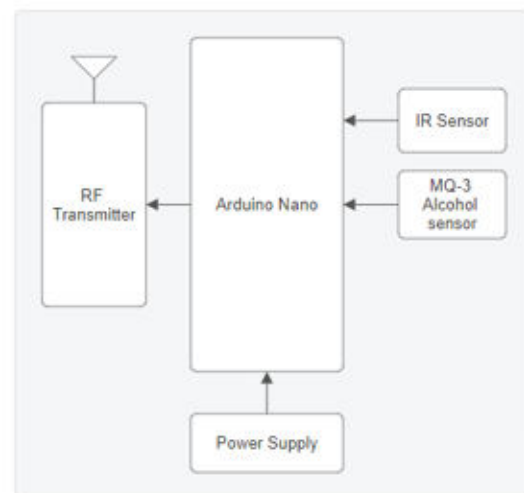 RF
Transmitter
Arduino Nano
IR Sensor
MQ-3
Alcohol
sensor
Power Supply